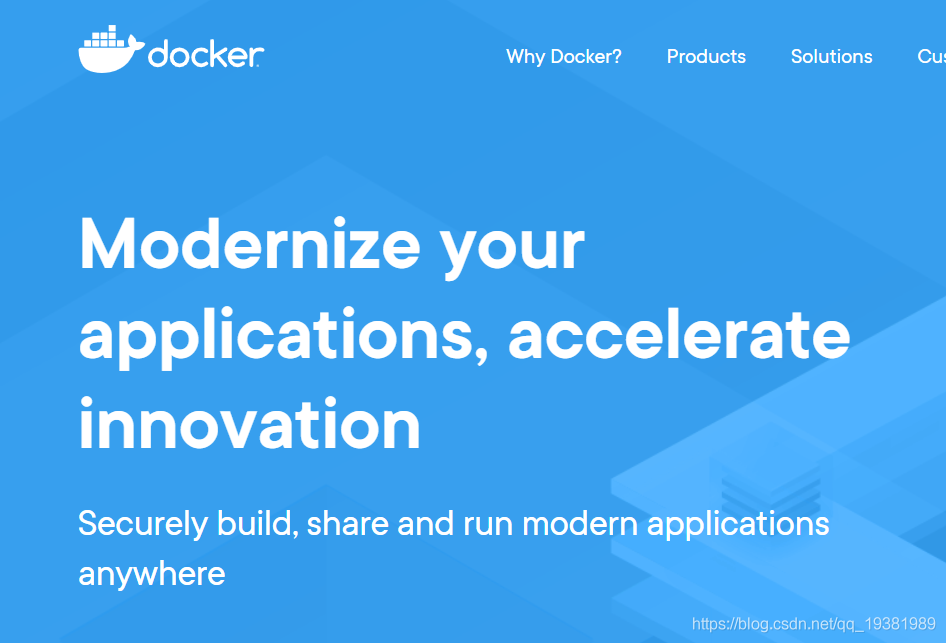 docker
Why Docker? Products Solutions
Modernize your
applications, accelerate
innovation
Securely build, share and run modern applications
anywhere
https://blog.csdn.net/qq_19381989